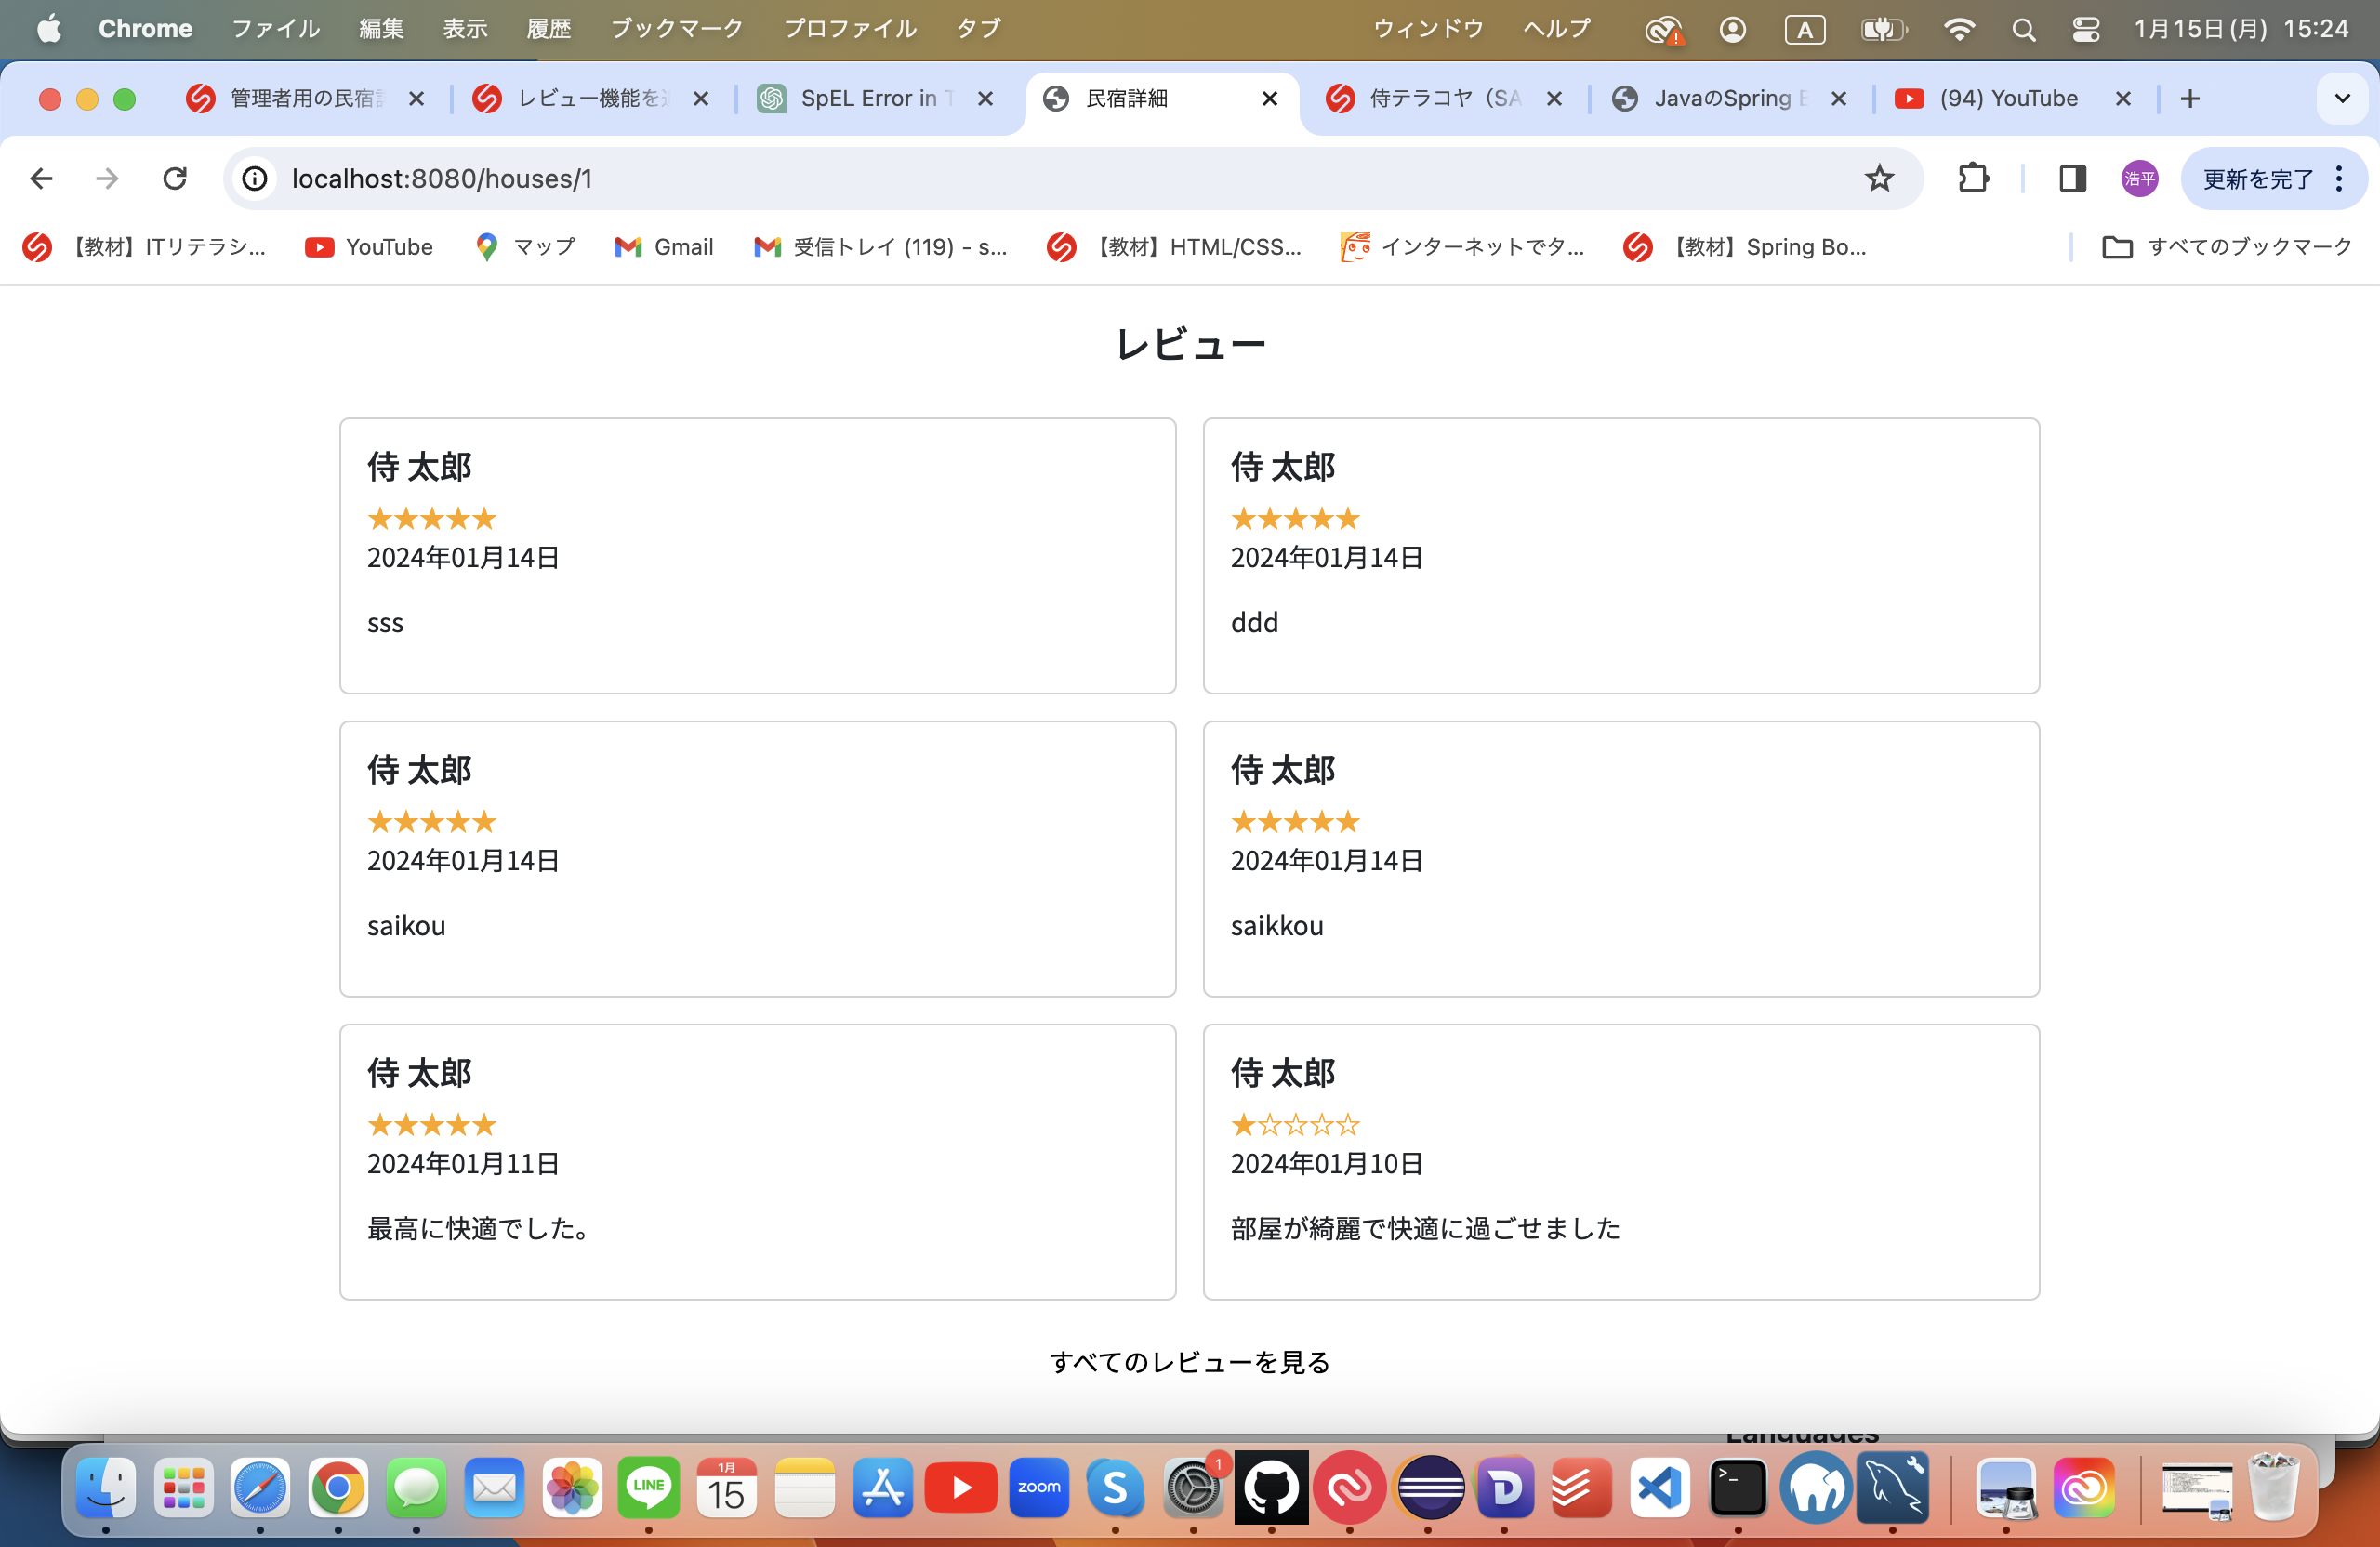 Chrome ファイル 編集 表示 履歴 ブックマーク プロファイル タブ ウィンドウ ヘルプ A 1月15日(月) 15:24
管理者用の民宿 レビュー機能を SpEL Error in 民宿詳細 侍テラコヤ（SA JavaのSpring (94) YouTube
localhost:8080/houses/1 浩平 更新を完了
【教材】ITリテラシ... YouTube マップ Gmail 受信トレイ (119) - s... 【教材】HTML/CSS... インターネットでタ... 【教材】Spring Bo... すべてのブックマーク
レビュー
侍 太郎
★★★★★
2024年01月14日
sss
侍 太郎
★★★★★
2024年01月14日
ddd
侍 太郎
★★★★★
2024年01月14日
saikou
侍 太郎
★★★★★
2024年01月14日
saikkou
侍 太郎
★★★★★
2024年01月11日
最高に快適でした。
侍 太郎
★☆☆☆☆
2024年01月10日
部屋が綺麗で快適に過ごせました
すべてのレビューを見る
Languages
LINE 1月 15 zoom S 1 D